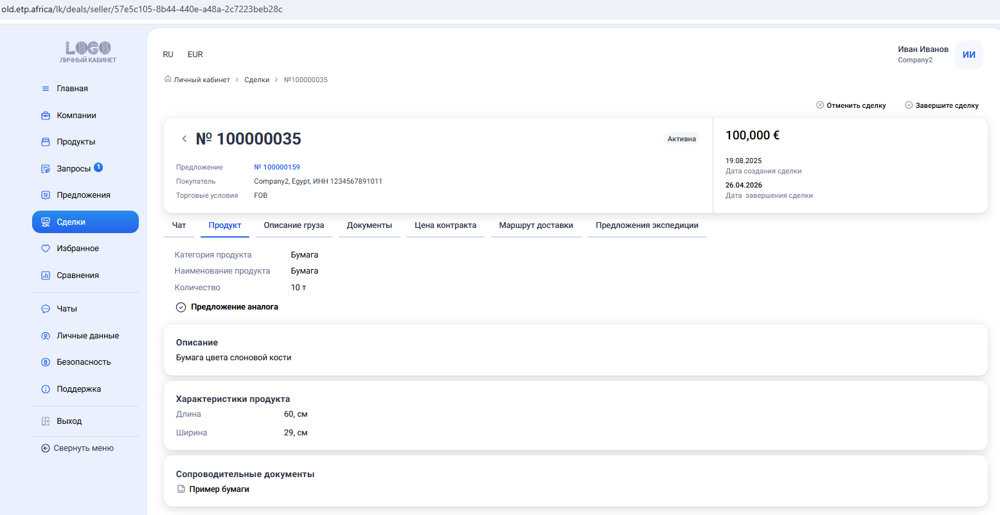 old.etp.africa/lk/deals/seller/57e5c105-8b44-440e-a48a-2c7223beb28c
LOGO
ЛИЧНЫЙ КАБИНЕТ
Главная
Компании
Продукты
Запросы 1
Предложения
Сделки
Избранное
Сравнения
Чаты
Личные данные
Безопасность
Поддержка
Выход
Свернуть меню
RU EUR
Иван Иванов
Company2
ИИ
Личный кабинет > Сделки > №100000035
Отменить сделку Завершите сделку
№ 100000035
Активна
Предложение № 100000159
Покупатель Company2, Egypt, ИНН 1234567891011
Торговые условия FOB
100,000 €
19.08.2025
Дата создания сделки
26.04.2026
Дата завершения сделки
Чат Продукт Описание груза Документы Цена контракта Маршрут доставки Предложения экспедиции
Категория продукта Бумага
Наименование продукта Бумага
Количество 10 т
Предложение аналога
Описание
Бумага цвета слоновой кости
Характеристики продукта
Длина 60, см
Ширина 29, см
Сопроводительные документы
Пример бумаги